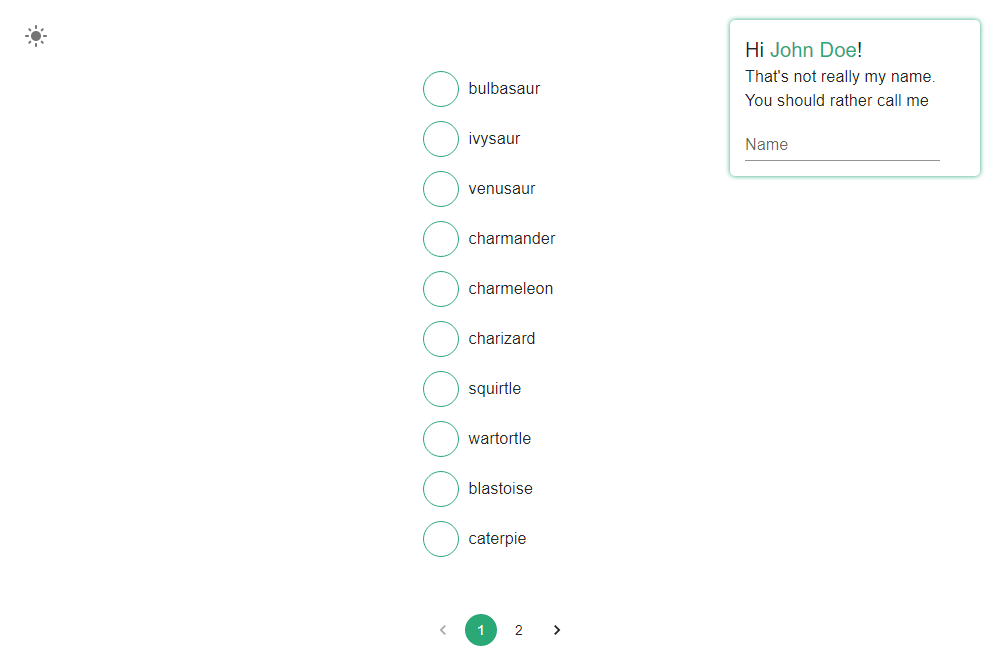 Hi John Doe!
That's not really my name.
You should rather call me
Name
bulbasaur
ivysaur
venusaur
charmander
charmeleon
charizard
squirtle
wartortle
blastoise
caterpie
1 2